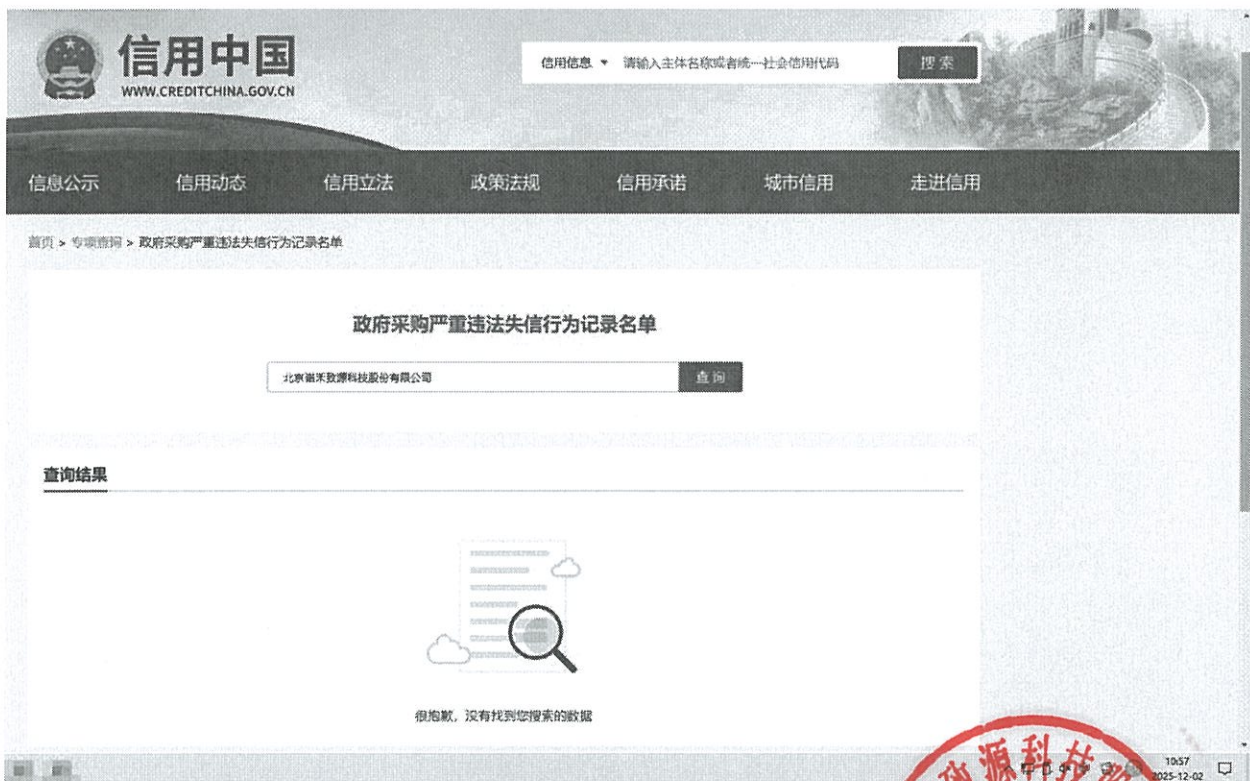 信用中国
WWW.CREDITCHINA.GOV.CN
信用信息 ▼ 请输入主体名称或者统一社会信用代码 搜索
信息公示 信用动态 信用立法 政策法规 信用承诺 城市信用 走进信用
首页 > 专项查询 > 政府采购严重违法失信行为记录名单
政府采购严重违法失信行为记录名单
北京诺禾致源科技股份有限公司 查询
查询结果
很抱歉，没有找到您搜索的数据
源科技
10:57
2025-12-02